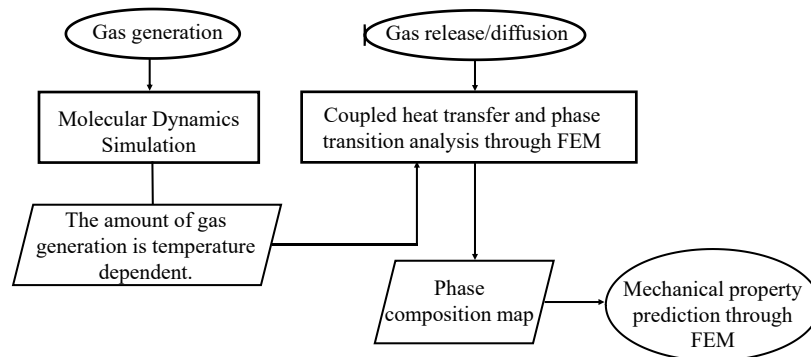 Gas generation
Gas release/diffusion
Molecular Dynamics
Simulation
Coupled heat transfer and phase
transition analysis through FEM
The amount of gas
generation is temperature
dependent.
Phase
composition map
Mechanical property
prediction through
FEM